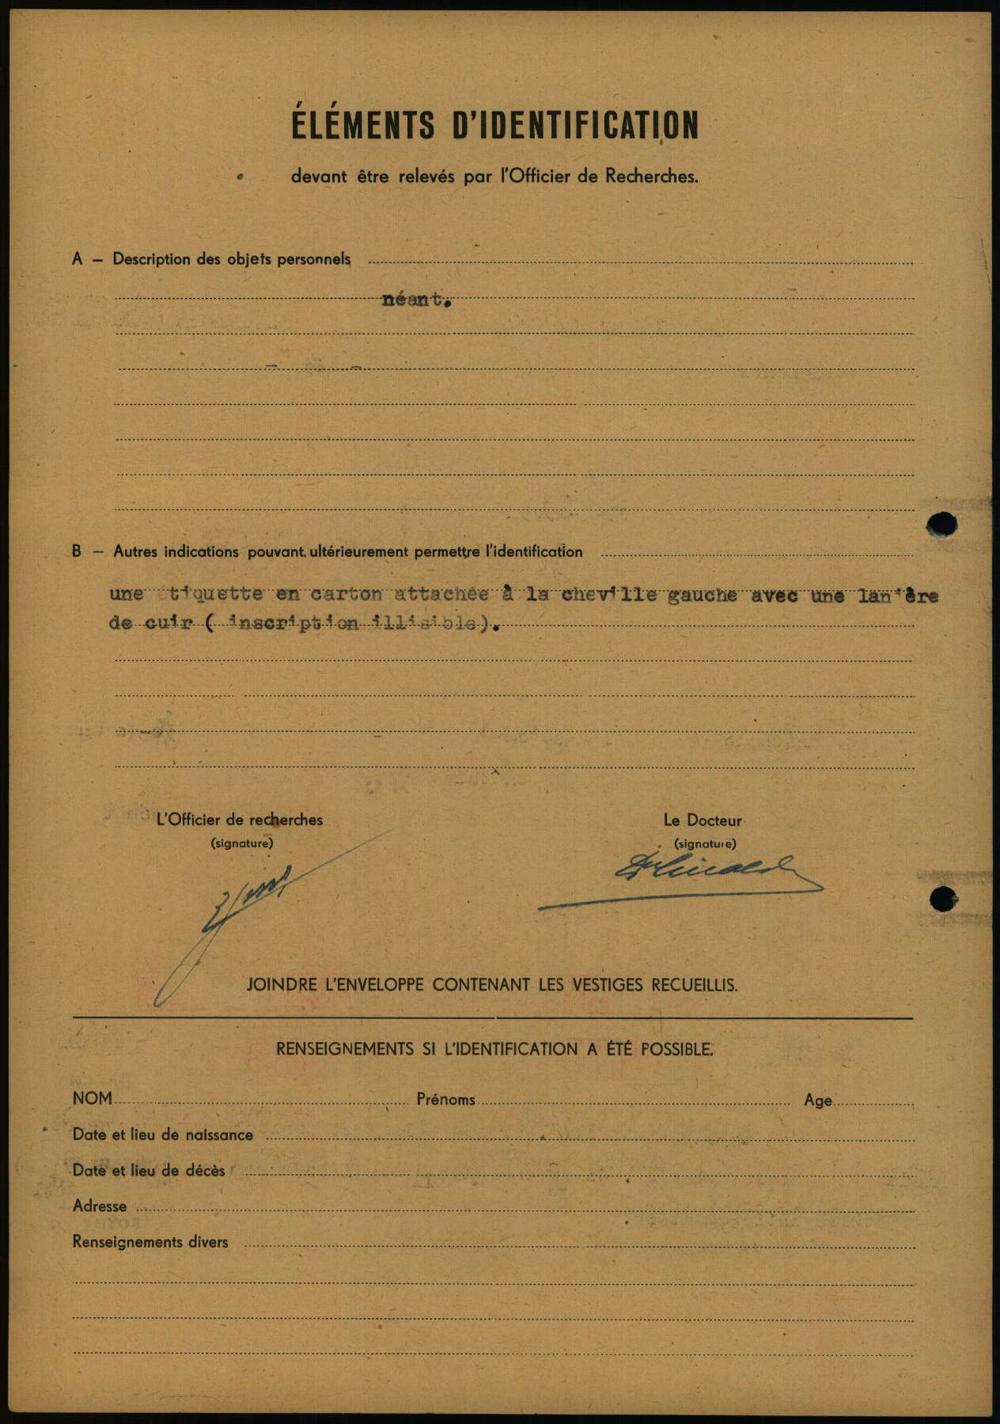 ÉLÉMENTS D'IDENTIFICATION
devant être relevés par l'Officier de Recherches.
A — Description des objets personnels
néant.
B — Autres indications pouvant ultérieurement permettre l'identification
une tiquette en carton attachée à la cheville gauche avec une lanière
de cuir ( inscription illisible).
L'Officier de recherches
(signature)
Le Docteur
(signature)
JOINDRE L'ENVELOPPE CONTENANT LES VESTIGES RECUEILLIS.
RENSEIGNEMENTS SI L'IDENTIFICATION A ÉTÉ POSSIBLE.
NOM Prénoms Age
Date et lieu de naissance
Date et lieu de décès
Adresse
Renseignements divers